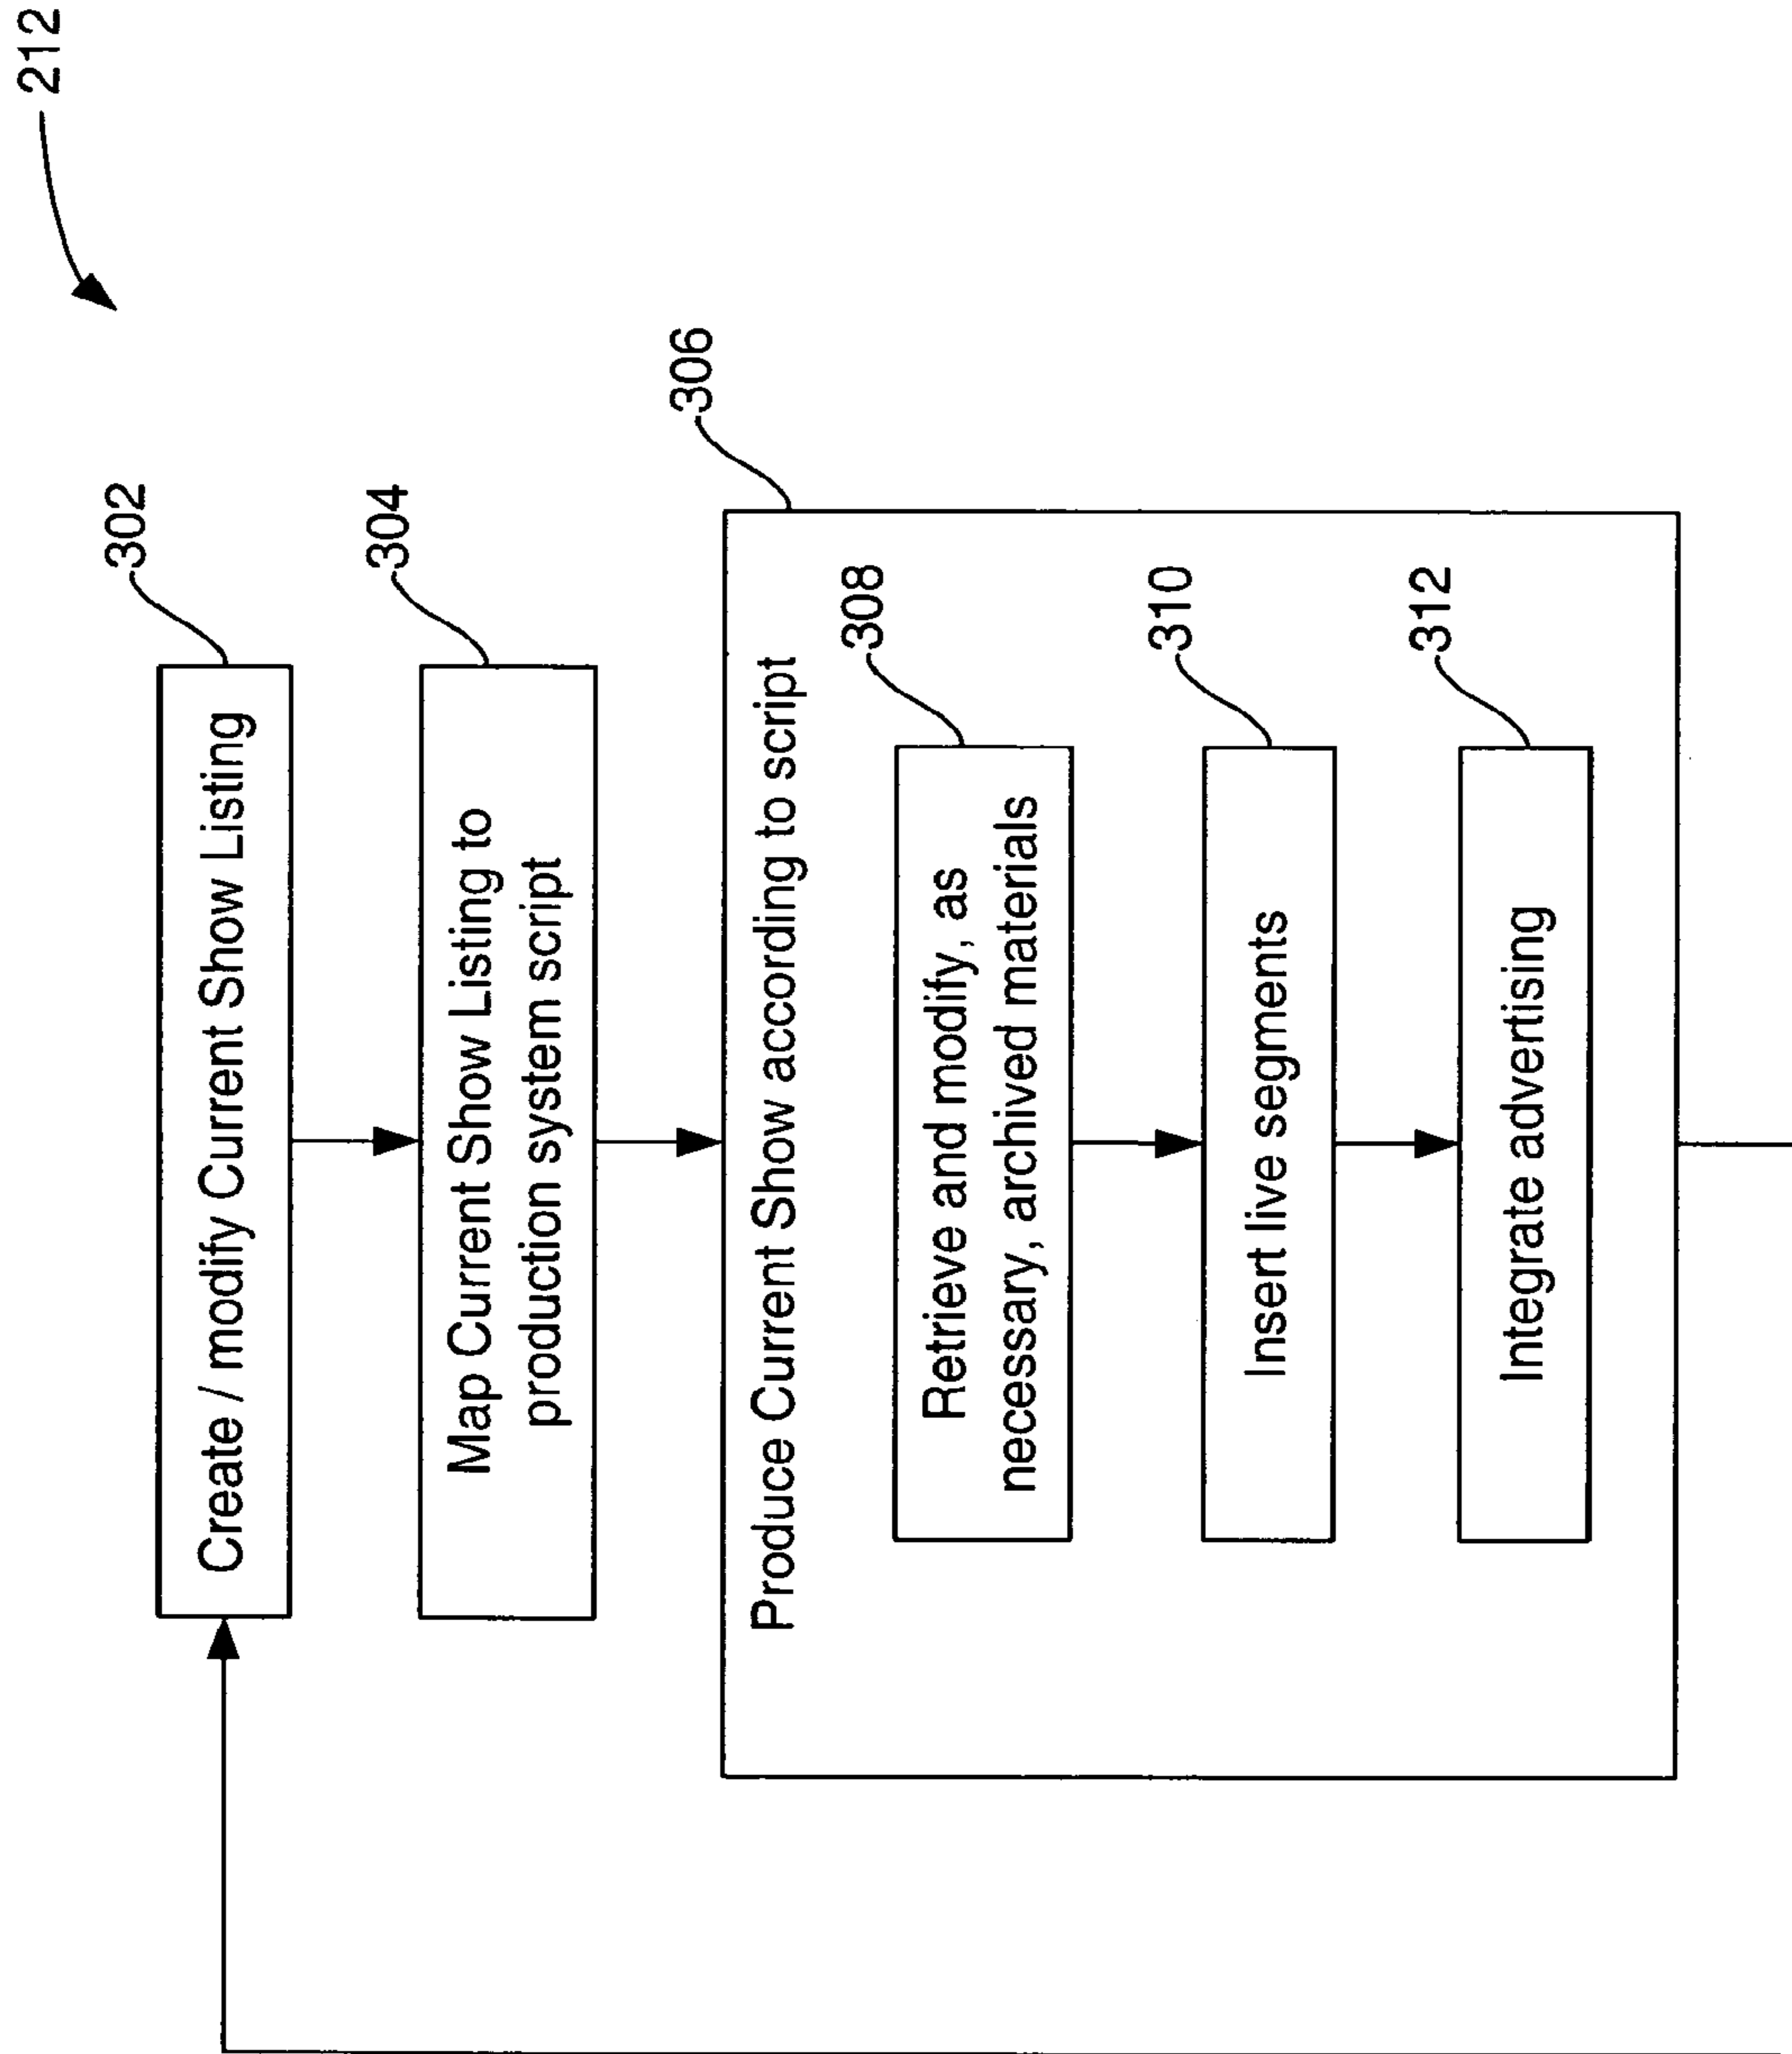 212
302
Create / modify Current Show Listing
304
Map Current Show Listing to
production system script
306
Produce Current Show according to script
308
Retrieve and modify, as
necessary, archived materials
310
Insert live segments
312
Integrate advertising